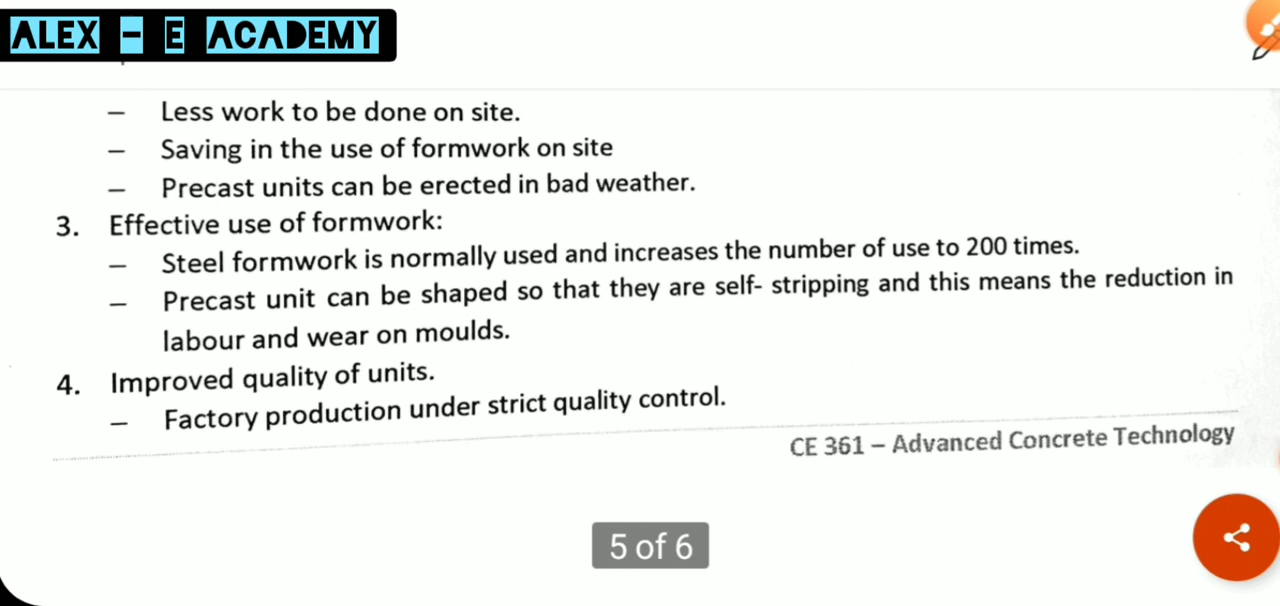 ALEX - E ACADEMY
– Less work to be done on site.
– Saving in the use of formwork on site
– Precast units can be erected in bad weather.
3. Effective use of formwork:
– Steel formwork is normally used and increases the number of use to 200 times.
– Precast unit can be shaped so that they are self- stripping and this means the reduction in
labour and wear on moulds.
4. Improved quality of units.
– Factory production under strict quality control.
CE 361 – Advanced Concrete Technology
5 of 6